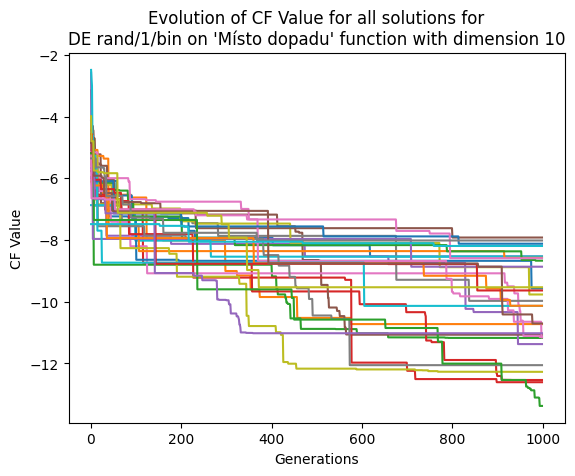 Evolution of CF Value for all solutions for
DE rand/1/bin on 'Místo dopadu' function with dimension 10
−2
−4
−6
−8
−10
−12
CF Value
0 200 400 600 800 1000
Generations